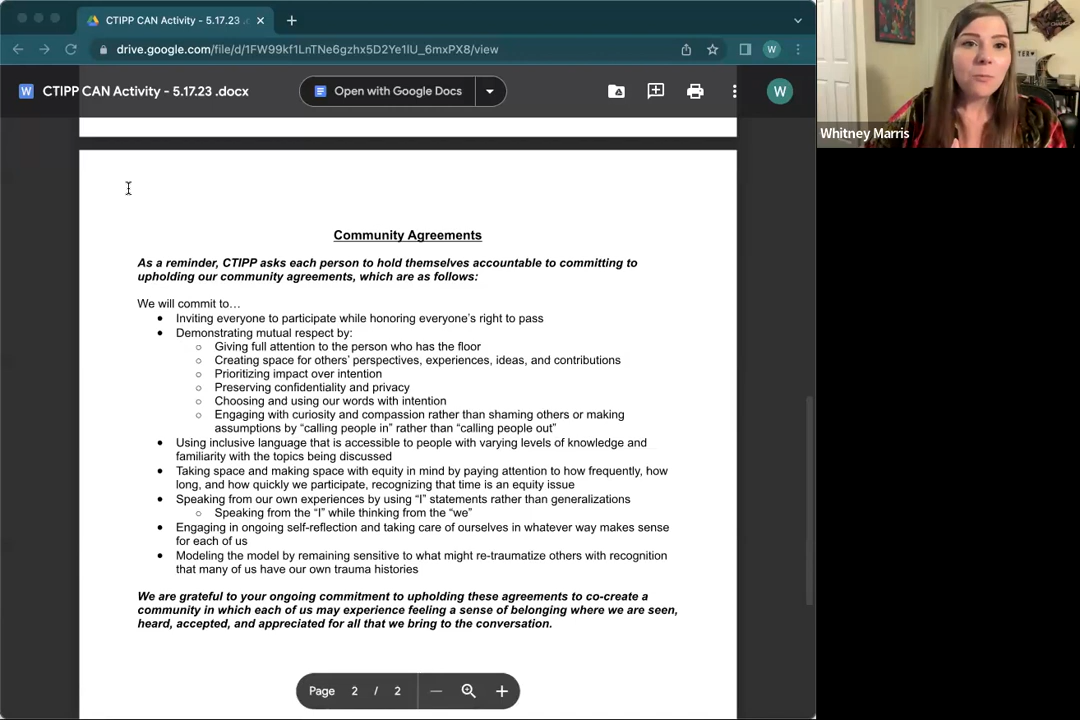 CTIPP CAN Activity - 5.17.23 .c
drive.google.com/file/d/1FW99kf1LnTNe6gzhx5D2Ye1lU_6mxPX8/view
W
W CTIPP CAN Activity - 5.17.23 .docx
Open with Google Docs
W
Whitney Marris
Community Agreements
As a reminder, CTIPP asks each person to hold themselves accountable to committing to
upholding our community agreements, which are as follows:
We will commit to…
• Inviting everyone to participate while honoring everyone’s right to pass
• Demonstrating mutual respect by:
○ Giving full attention to the person who has the floor
○ Creating space for others’ perspectives, experiences, ideas, and contributions
○ Prioritizing impact over intention
○ Preserving confidentiality and privacy
○ Choosing and using our words with intention
○ Engaging with curiosity and compassion rather than shaming others or making
assumptions by “calling people in” rather than “calling people out”
• Using inclusive language that is accessible to people with varying levels of knowledge and
familiarity with the topics being discussed
• Taking space and making space with equity in mind by paying attention to how frequently, how
long, and how quickly we participate, recognizing that time is an equity issue
• Speaking from our own experiences by using “I” statements rather than generalizations
○ Speaking from the “I” while thinking from the “we”
• Engaging in ongoing self-reflection and taking care of ourselves in whatever way makes sense
for each of us
• Modeling the model by remaining sensitive to what might re-traumatize others with recognition
that many of us have our own trauma histories
We are grateful to your ongoing commitment to upholding these agreements to co-create a
community in which each of us may experience feeling a sense of belonging where we are seen,
heard, accepted, and appreciated for all that we bring to the conversation.
Page 2 / 2